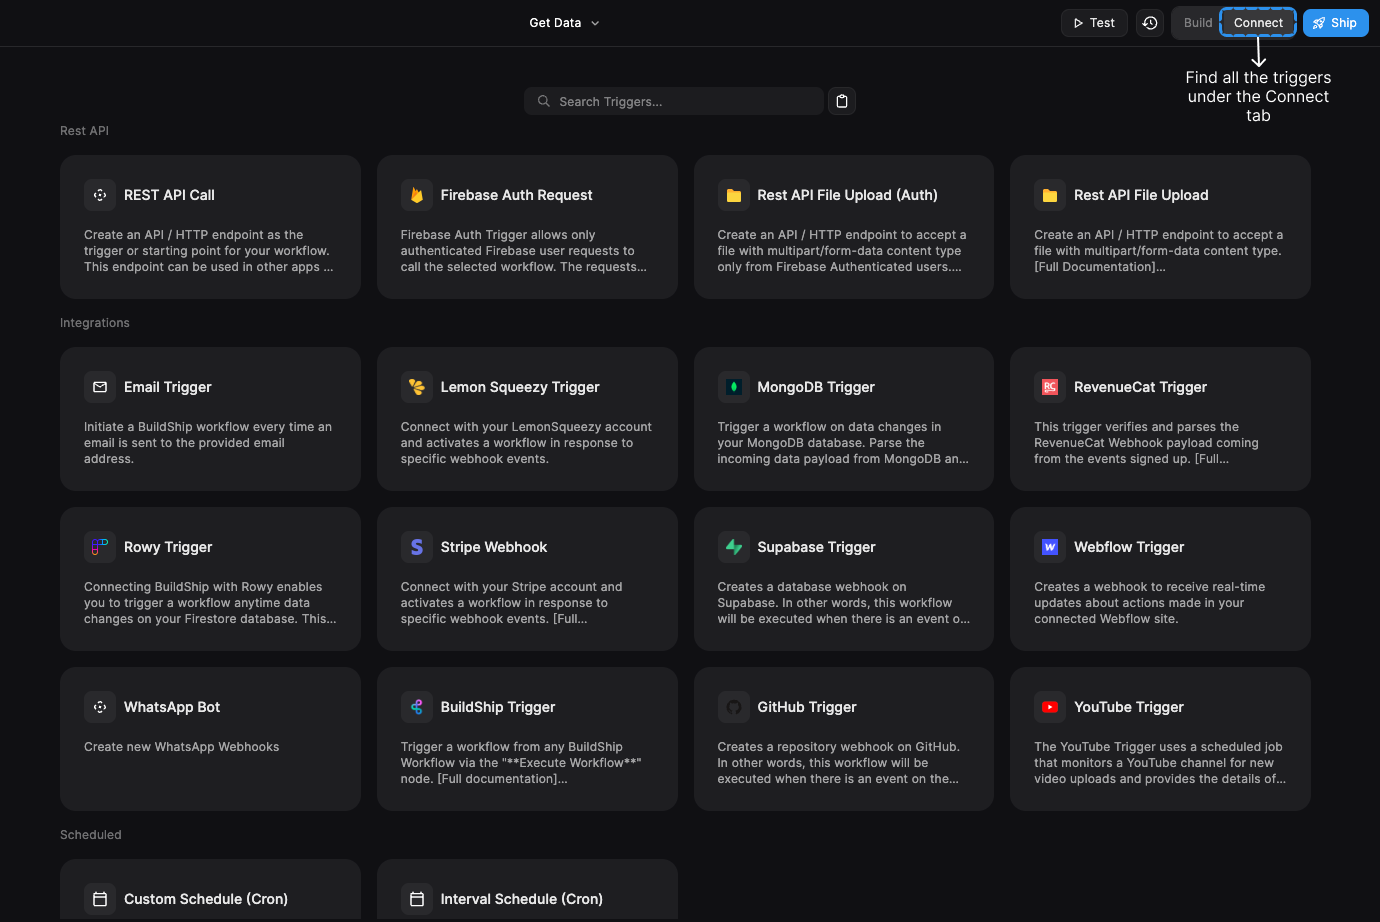 Get Data
Test
Build
Connect
Ship
Find all the triggers
under the Connect
tab
Search Triggers...
Rest API
REST API Call
Create an API / HTTP endpoint as the
trigger or starting point for your workflow.
This endpoint can be used in other apps ...
Firebase Auth Request
Firebase Auth Trigger allows only
authenticated Firebase user requests to
call the selected workflow. The requests...
Rest API File Upload (Auth)
Create an API / HTTP endpoint to accept a
file with multipart/form-data content type
only from Firebase Authenticated users....
Rest API File Upload
Create an API / HTTP endpoint to accept a
file with multipart/form-data content type.
[Full Documentation]...
Integrations
Email Trigger
Initiate a BuildShip workflow every time an
email is sent to the provided email
address.
Lemon Squeezy Trigger
Connect with your LemonSqueezy account
and activates a workflow in response to
specific webhook events.
MongoDB Trigger
Trigger a workflow on data changes in
your MongoDB database. Parse the
incoming data payload from MongoDB an...
RC
RevenueCat Trigger
This trigger verifies and parses the
RevenueCat Webhook payload coming
from the events signed up. [Full...
Rowy Trigger
Connecting BuildShip with Rowy enables
you to trigger a workflow anytime data
changes on your Firestore database. This...
S
Stripe Webhook
Connect with your Stripe account and
activates a workflow in response to
specific webhook events. [Full...
Supabase Trigger
Creates a database webhook on
Supabase. In other words, this workflow
will be executed when there is an event o...
W
Webflow Trigger
Creates a webhook to receive real-time
updates about actions made in your
connected Webflow site.
WhatsApp Bot
Create new WhatsApp Webhooks
BuildShip Trigger
Trigger a workflow from any BuildShip
Workflow via the "**Execute Workflow**"
node. [Full documentation]...
GitHub Trigger
Creates a repository webhook on GitHub.
In other words, this workflow will be
executed when there is an event on the...
YouTube Trigger
The YouTube Trigger uses a scheduled job
that monitors a YouTube channel for new
video uploads and provides the details of...
Scheduled
Custom Schedule (Cron)
Interval Schedule (Cron)